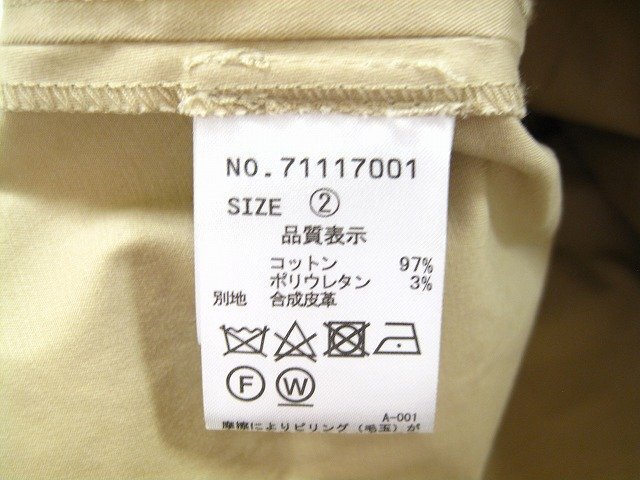 NO.71117001
SIZE ②
品質表示
コットン 97%
ポリウレタン 3%
別地 合成皮革
F W
A-001
摩擦によりピリング(毛玉)が